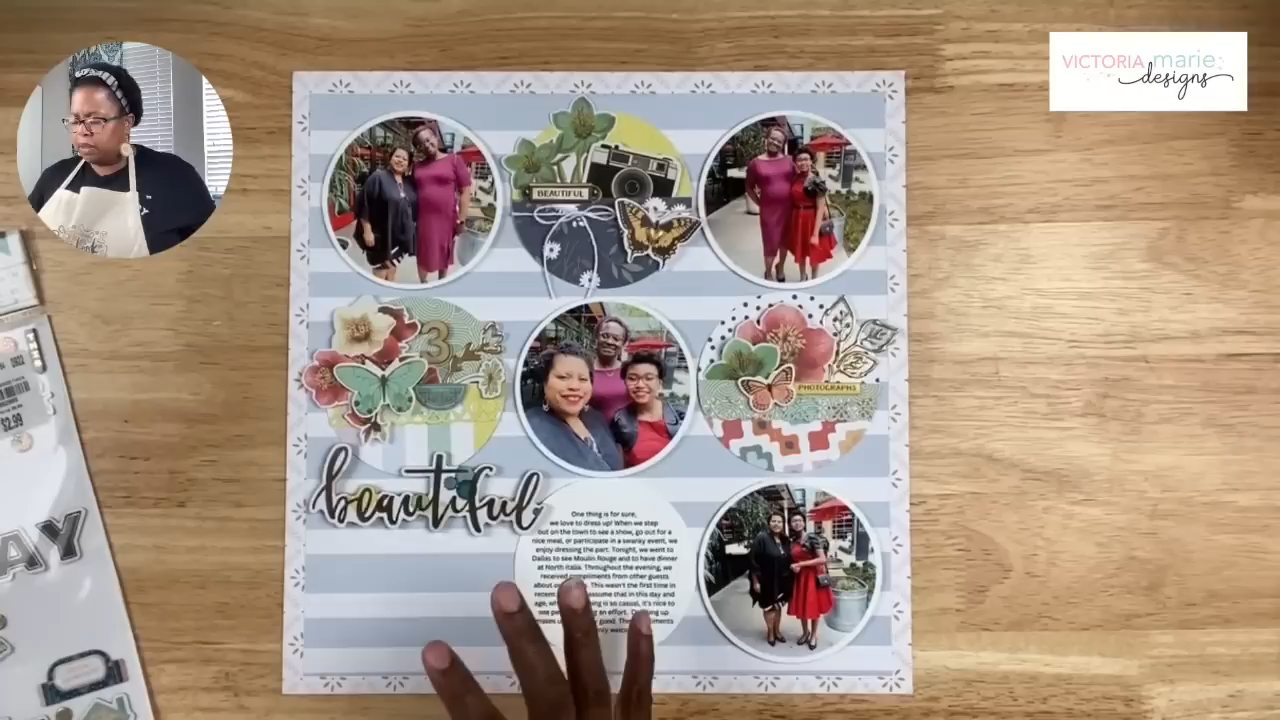 VICTORIA marie
designs
BEAUTIFUL
3
PHOTOGRAPHS
$2.99
beautiful
AY
One thing is for sure,
we love to dress up! When we step
out on the town to see a show, go out for a
nice meal, or participate in a swanky event, we
enjoy dressing the part. Tonight, we went to
Dallas to see Moulin Rouge and to have dinner
at North Italia. Throughout the evening, we
received compliments from other guests
about This wasn't the first time in
recent assume that in this day and
age, is so casual, it's nice to
see an effort. up
good.